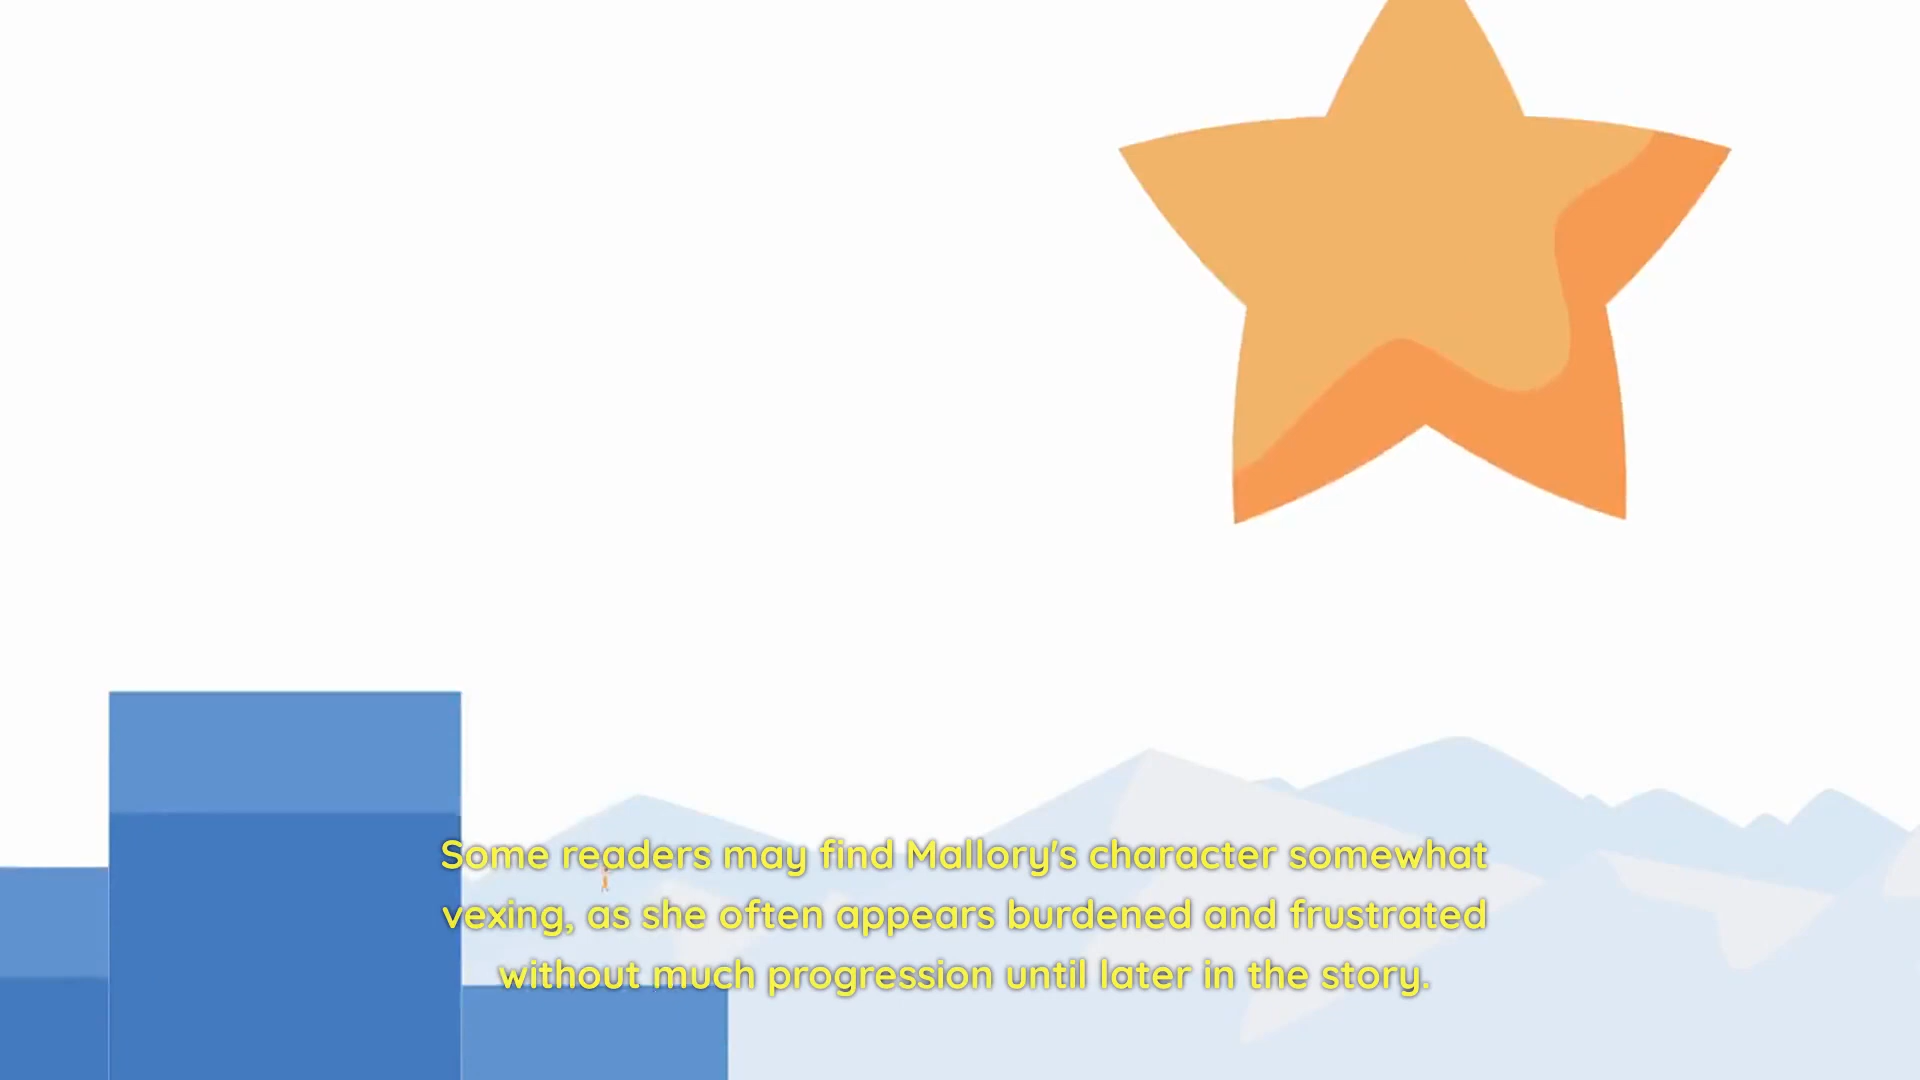 Some readers may find Mallory's character somewhat
vexing, as she often appears burdened and frustrated
without much progression until later in the story.